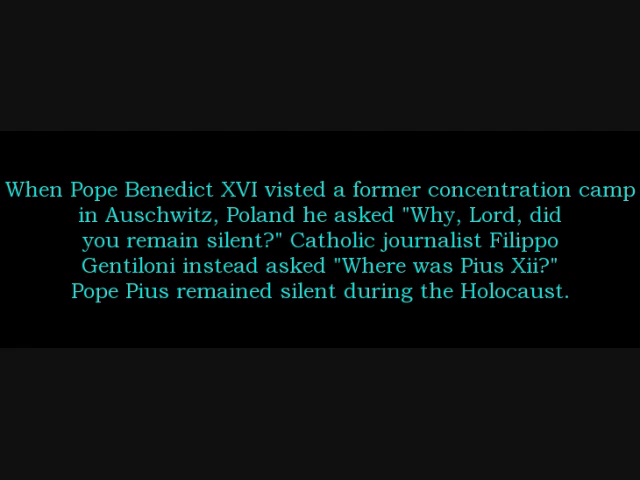 When Pope Benedict XVI visted a former concentration camp
in Auschwitz, Poland he asked "Why, Lord, did
you remain silent?" Catholic journalist Filippo
Gentiloni instead asked "Where was Pius Xii?"
Pope Pius remained silent during the Holocaust.